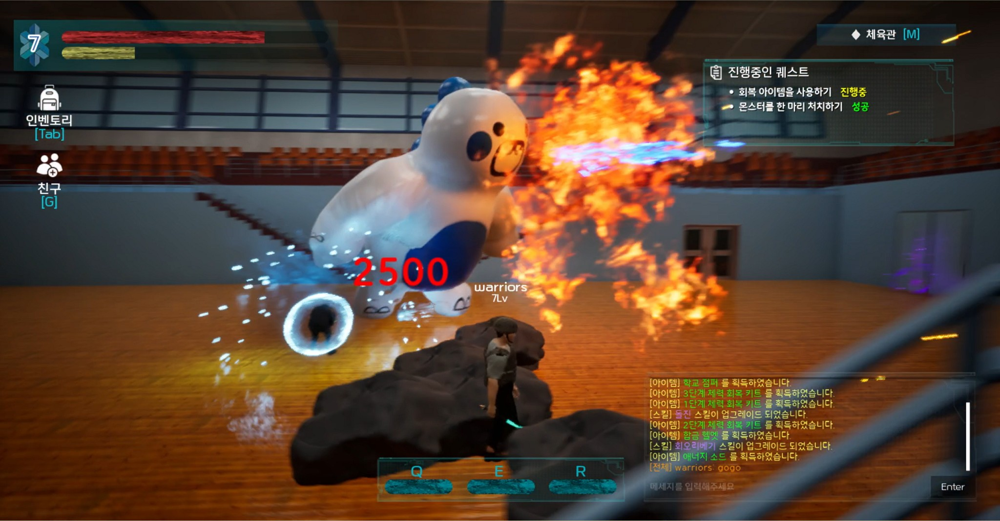 7
인벤토리
[Tab]
친구
[G]
체육관 [M]
진행중인 퀘스트
회복 아이템을 사용하기 진행중
몬스터를 한 마리 처치하기 성공
2500
warriors
7Lv
B
B
Q E R
[아이템] 학교 점퍼 를 획득하였습니다.
[아이템] 3단계 체력 회복 키트 를 획득하였습니다.
[아이템] 1단계 체력 회복 키트 를 획득하였습니다.
[스킬] 돌진 스킬이 업그레이드 되었습니다.
[아이템] 2단계 체력 회복 키트 를 획득하였습니다.
[아이템] 합금 헬멧 를 획득하였습니다.
[스킬] 회오리베기 스킬이 업그레이드 되었습니다.
[아이템] 애너지 소드 를 획득하였습니다.
[전체] warriors: gogo
메세지를 입력해주세요
Enter